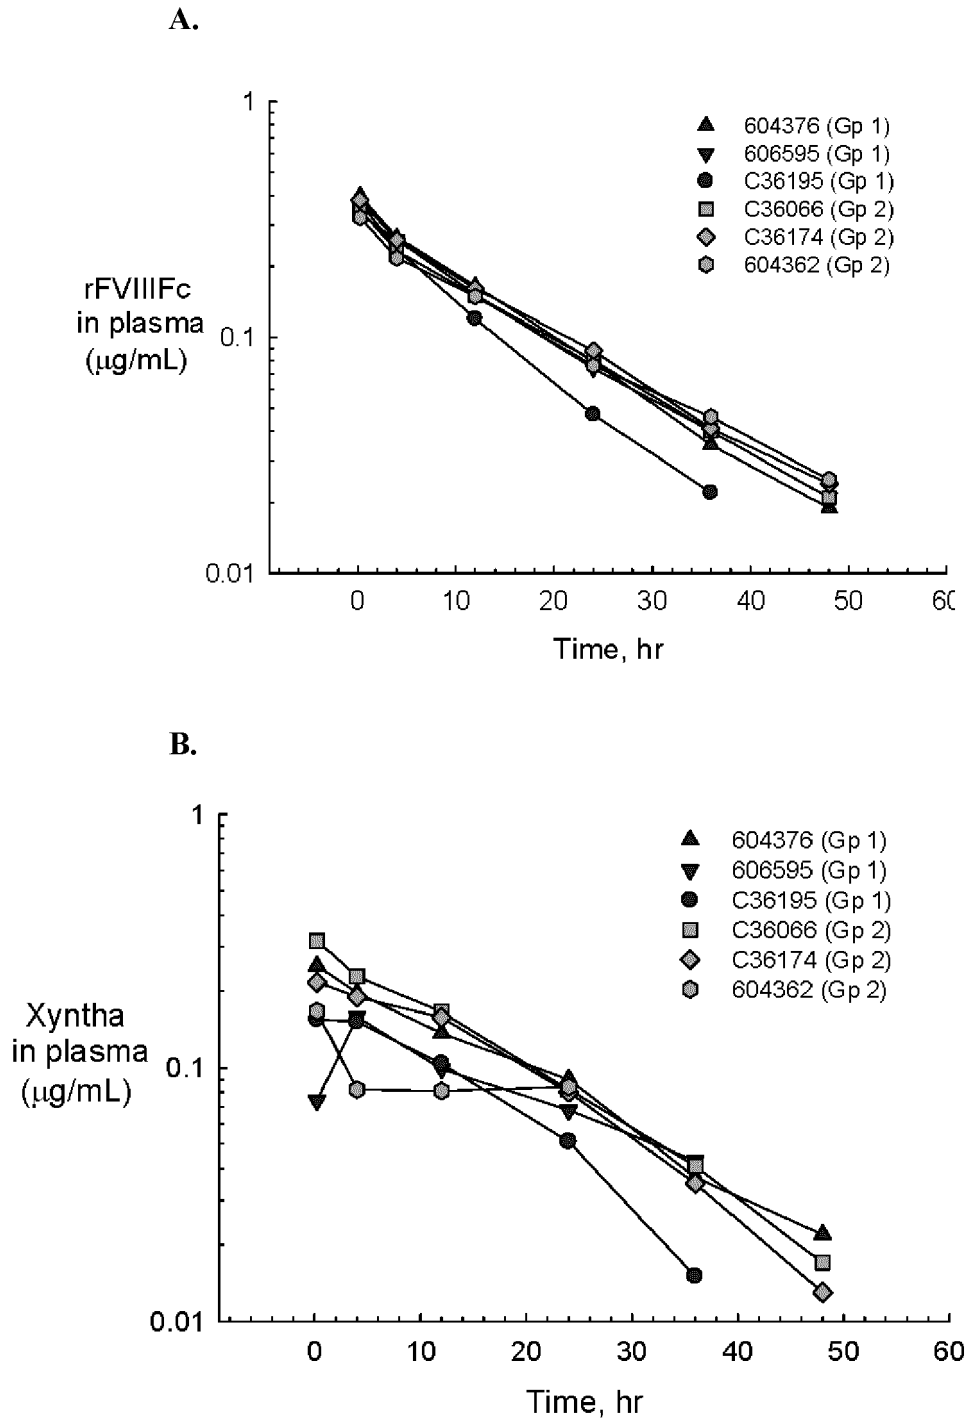 A.
1
604376 (Gp 1)
606595 (Gp 1)
C36195 (Gp 1)
C36066 (Gp 2)
C36174 (Gp 2)
604362 (Gp 2)
rFVIIIFc
in plasma
(μg/mL)
0.1
0.01
0 10 20 30 40 50 60
Time, hr
B.
1
604376 (Gp 1)
606595 (Gp 1)
C36195 (Gp 1)
C36066 (Gp 2)
C36174 (Gp 2)
604362 (Gp 2)
Xyntha
in plasma
(μg/mL)
0.1
0.01
0 10 20 30 40 50 60
Time, hr